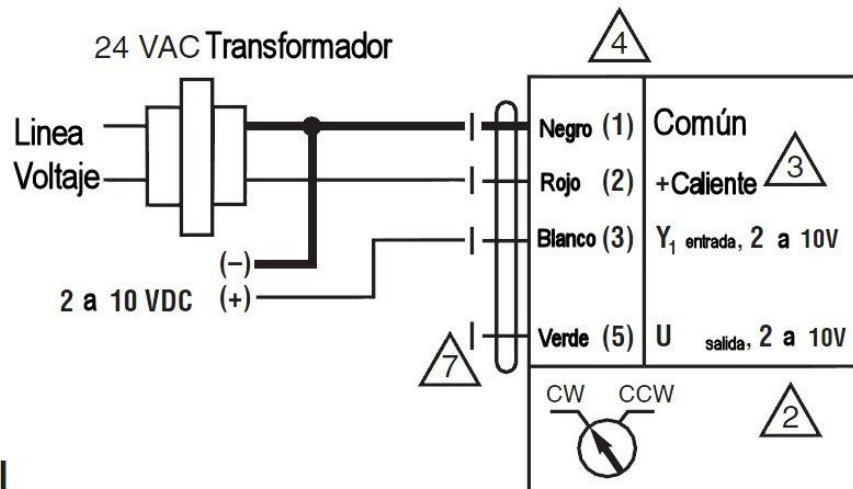 24 VAC Transformador
4
Linea
Voltaje
Negro (1) Común
Rojo (2) +Caliente 3
Blanco (3) Y1 entrada, 2 a 10V
(–)
2 a 10 VDC (+)
Verde (5) U salida, 2 a 10V
7
CW CCW
2